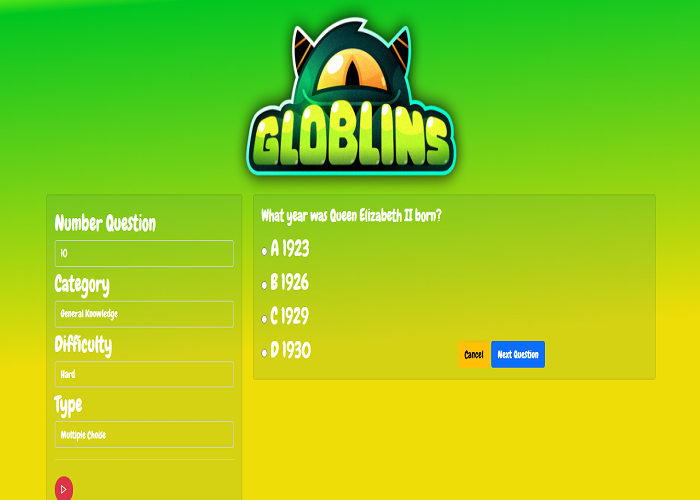 GLOBLINS
Number Question
10
Category
General Knowledge
Difficulty
Hard
Type
Multiple Choise
What year was Queen Elizabeth II born?
A 1923
B 1926
C 1929
D 1930
Cancel
Next Question